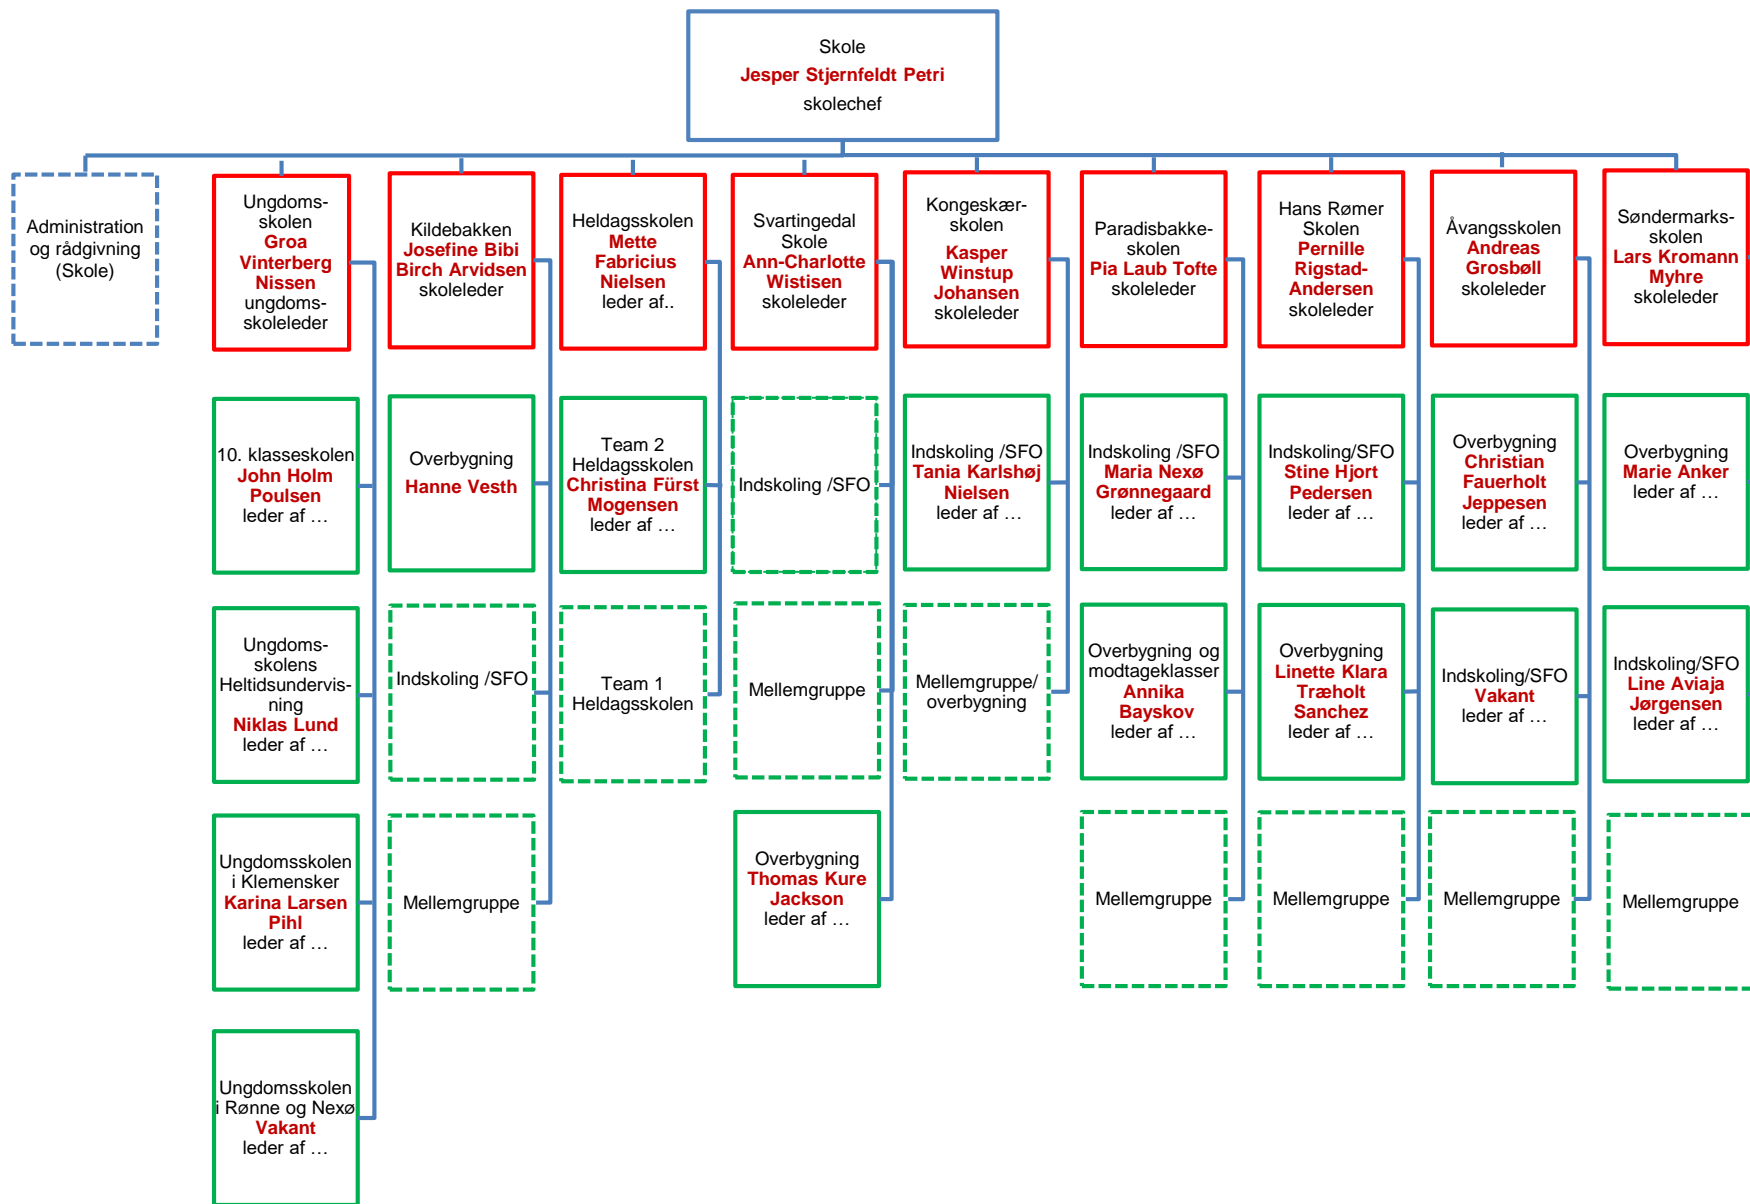 Skole
Jesper Stjernfeldt Petri
skolechef
Administration
og rådgivning
(Skole)
Ungdoms-
skolen
Groa
Vinterberg
Nissen
ungdoms-
skoleleder
Kildebakken
Josefine Bibi
Birch Arvidsen
skoleleder
Heldagsskolen
Mette
Fabricius
Nielsen
leder af..
Svartingedal
Skole
Ann-Charlotte
Wistisen
skoleleder
Kongeskær-
skolen
Kasper
Winstup
Johansen
skoleleder
Paradisbakke-
skolen
Pia Laub Tofte
skoleleder
Hans Rømer
Skolen
Pernille
Rigstad-
Andersen
skoleleder
Åvangsskolen
Andreas
Grosbøll
skoleleder
Søndermarks-
skolen
Lars Kromann
Myhre
skoleleder
10. klasseskolen
John Holm
Poulsen
leder af …
Overbygning
Hanne Vesth
Team 2
Heldagsskolen
Christina Fürst
Mogensen
leder af …
Indskoling /SFO
Indskoling /SFO
Tania Karlshøj
Nielsen
leder af …
Indskoling /SFO
Maria Nexø
Grønnegaard
leder af …
Indskoling/SFO
Stine Hjort
Pedersen
leder af …
Overbygning
Christian
Fauerholt
Jeppesen
leder af …
Overbygning
Marie Anker
leder af …
Ungdoms-
skolens
Heltidsundervis-
ning
Niklas Lund
leder af …
Indskoling /SFO
Team 1
Heldagsskolen
Mellemgruppe
Mellemgruppe/
overbygning
Overbygning og
modtageklasser
Annika
Bayskov
leder af …
Overbygning
Linette Klara
Træholt
Sanchez
leder af …
Indskoling/SFO
Vakant
leder af …
Indskoling/SFO
Line Aviaja
Jørgensen
leder af …
Ungdomsskolen
i Klemensker
Karina Larsen
Pihl
leder af …
Mellemgruppe
Overbygning
Thomas Kure
Jackson
leder af …
Mellemgruppe
Mellemgruppe
Mellemgruppe
Mellemgruppe
Ungdomsskolen
i Rønne og Nexø
Vakant
leder af …